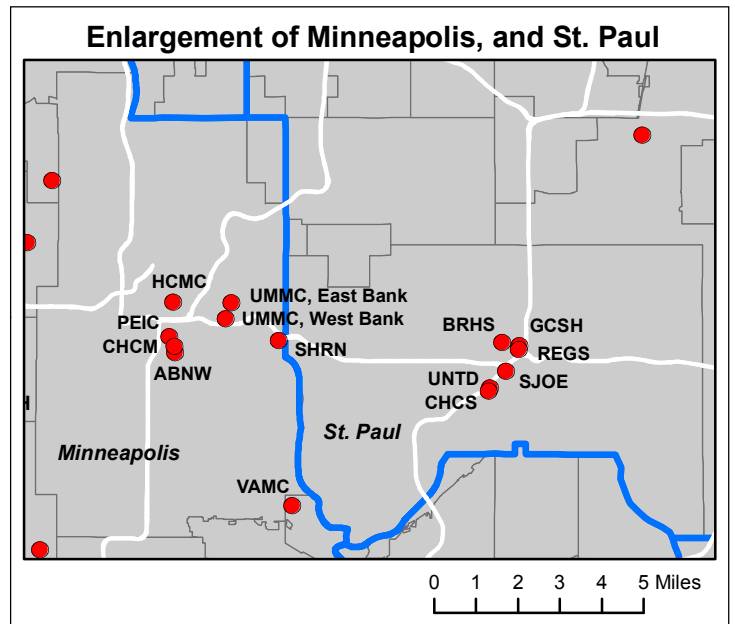 Enlargement of Minneapolis, and St. Paul
HCMC
UMMC, East Bank
UMMC, West Bank
PEIC
CHCM
ABNW
SHRN
BRHS
GCSH
REGS
UNTD
SJOE
CHCS
H
Minneapolis
St. Paul
VAMC
0 1 2 3 4 5 Miles